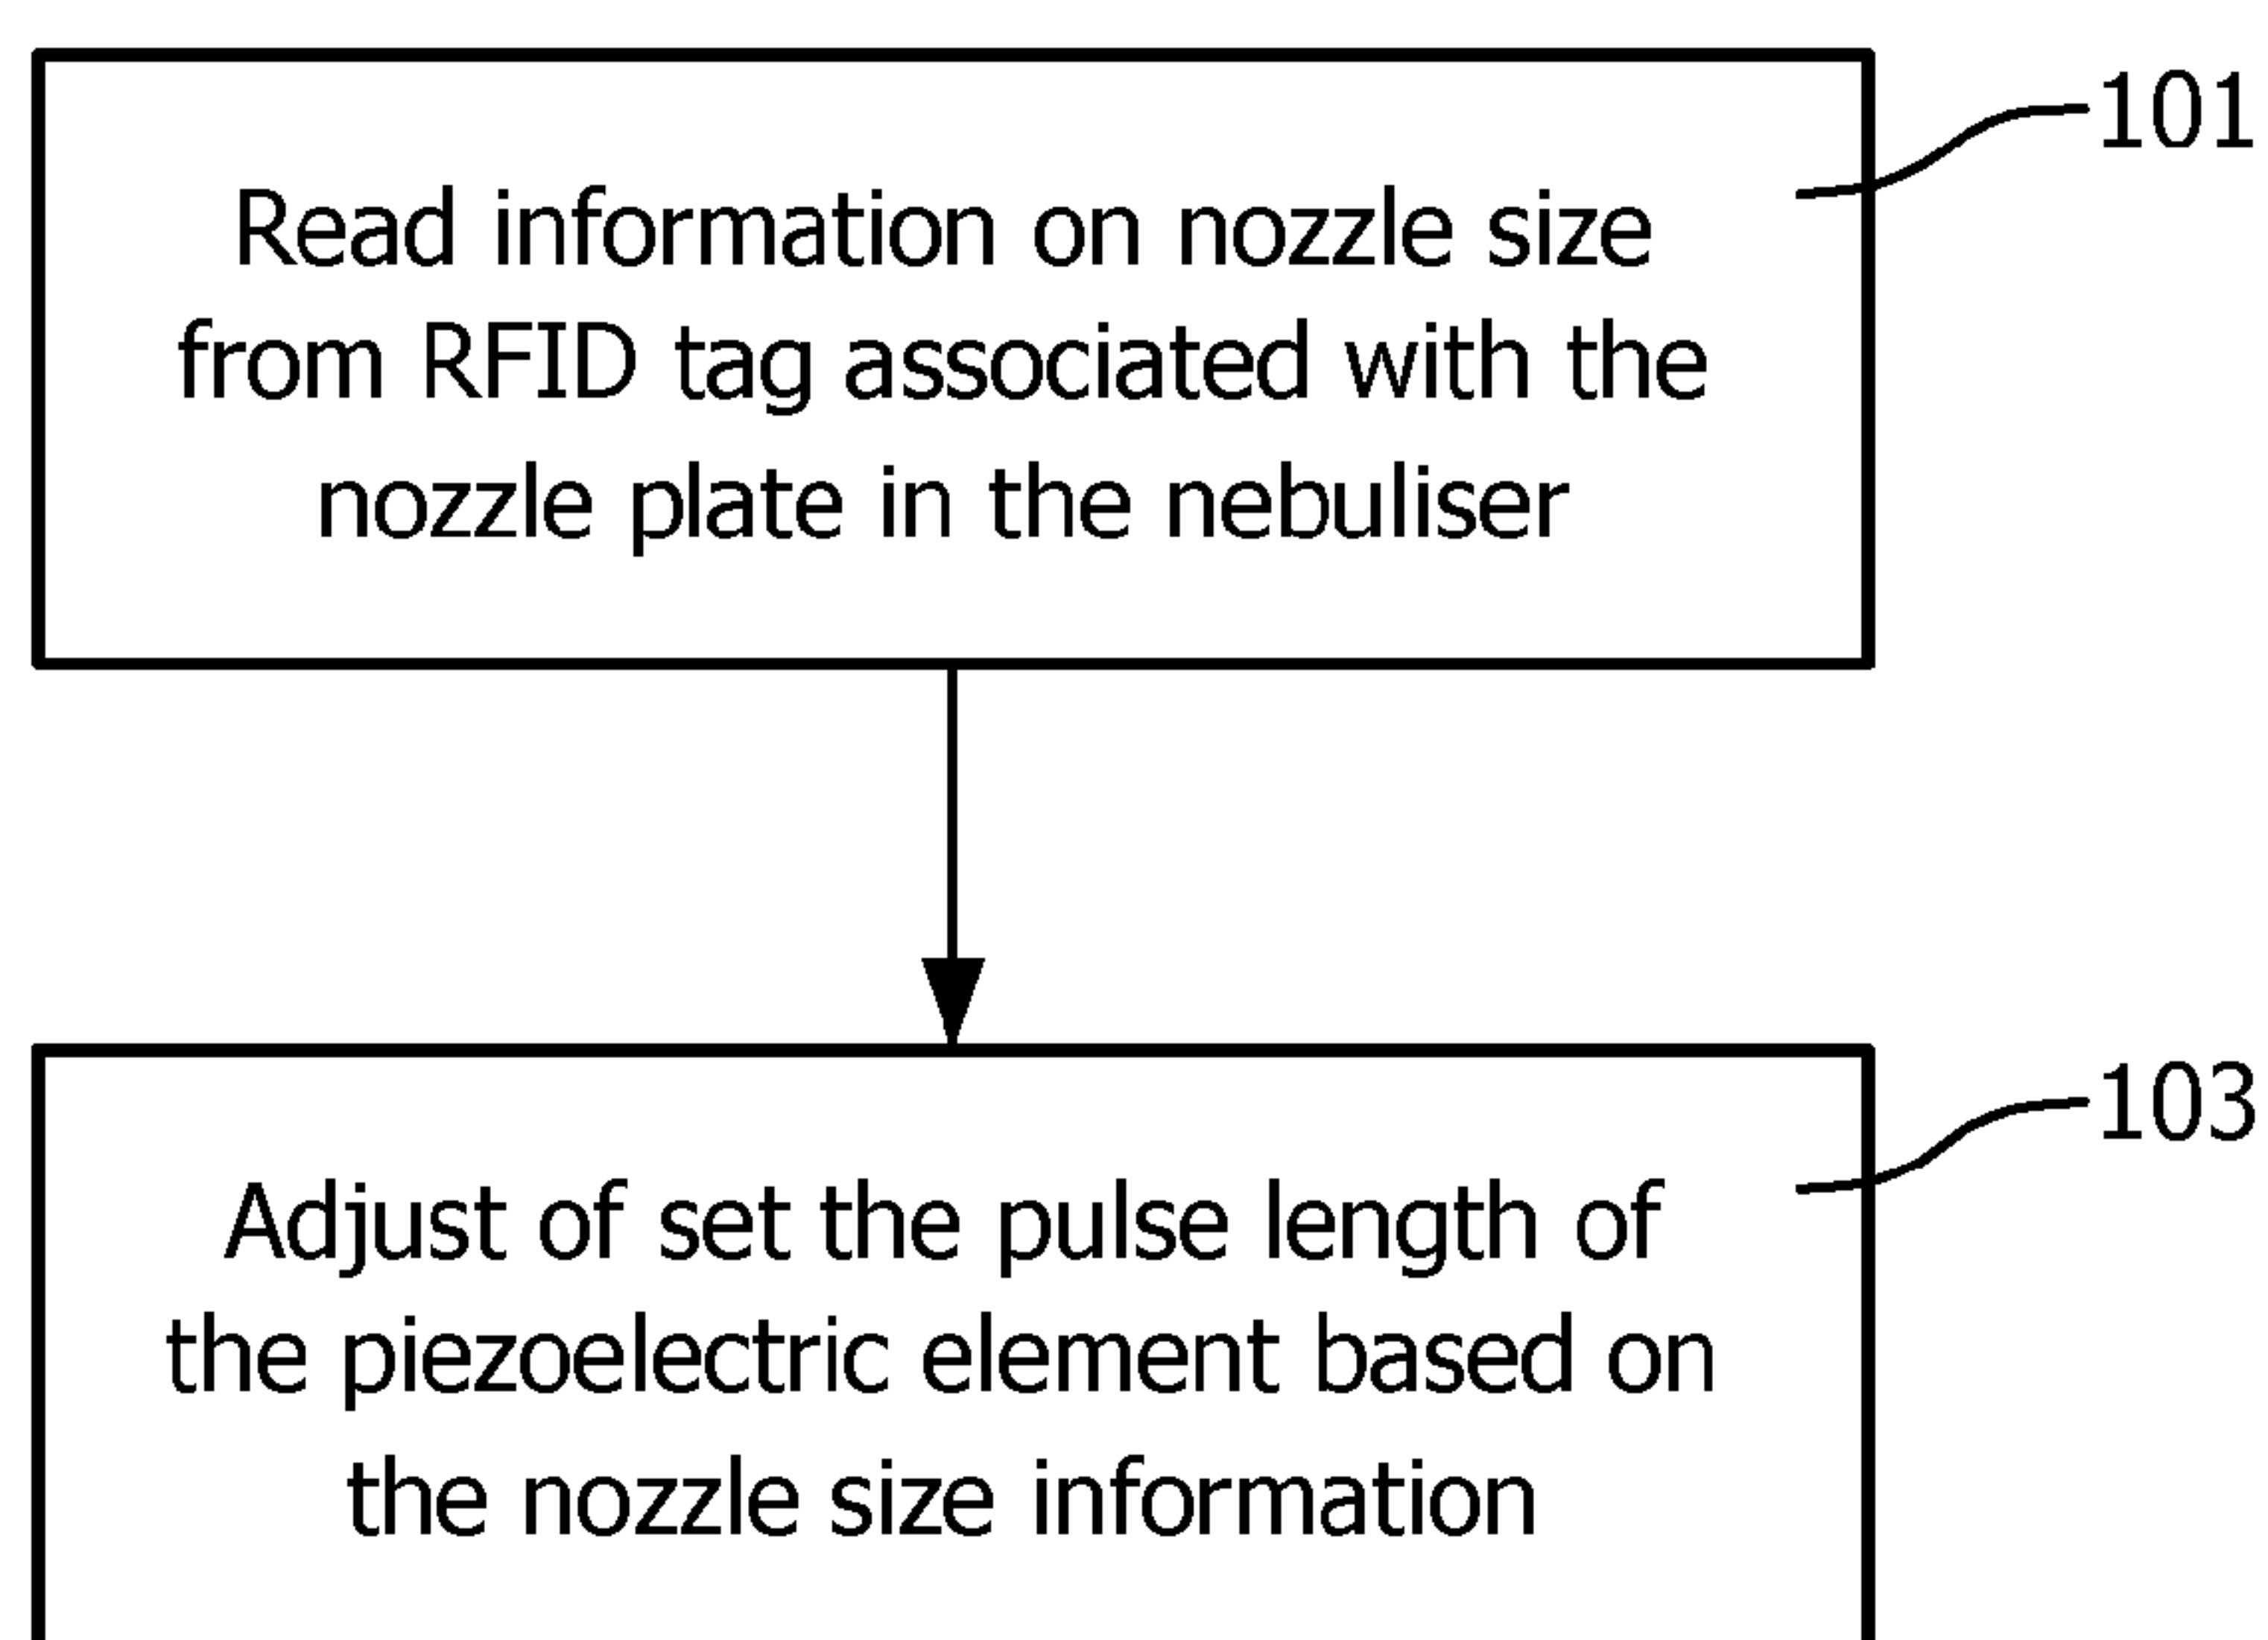 101
Read information on nozzle size
from RFID tag associated with the
nozzle plate in the nebuliser
103
Adjust of set the pulse length of
the piezoelectric element based on
the nozzle size information